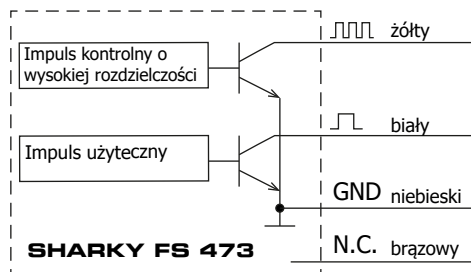 Impuls kontrolny o
wysokiej rozdzielczości
żółty
Impuls użyteczny
biały
GND niebieski
SHARKY FS 473
N.C. brązowy